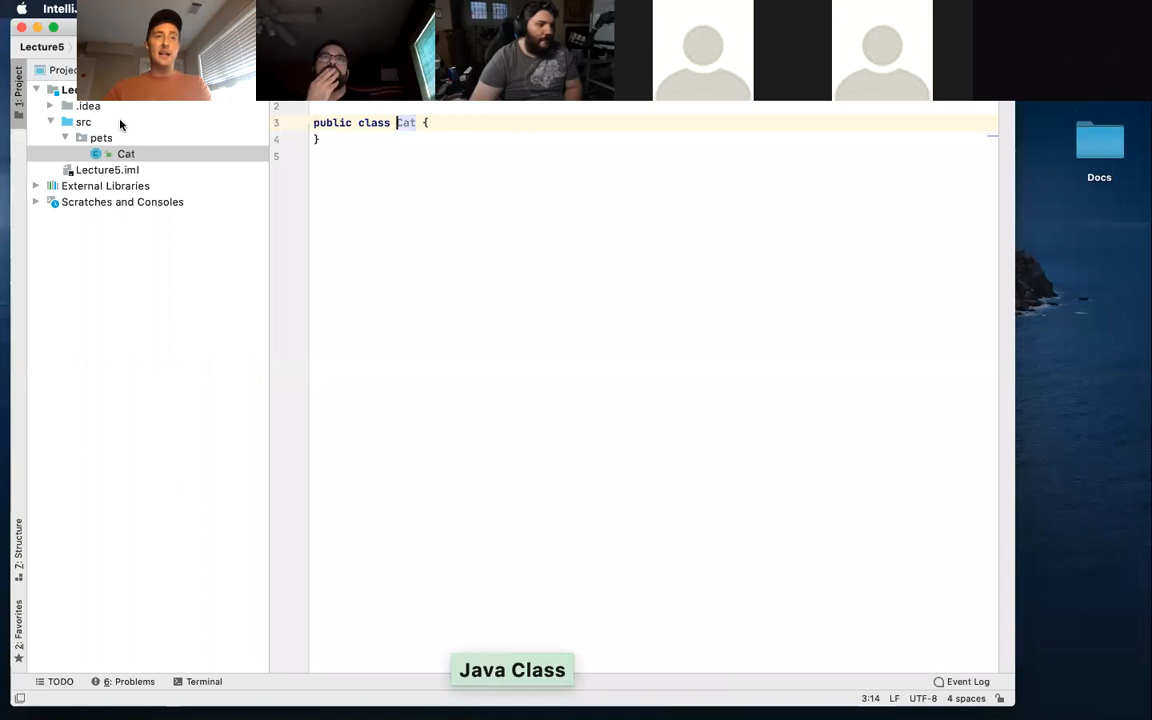 IntelliJ
Lecture5
Project
1: Project
Lec
.idea
src
pets
Cat
Lecture5.iml
External Libraries
Scratches and Consoles
2
3
4
5
public class Cat {
}
Docs
7: Structure
2: Favorites
Java Class
TODO
6: Problems
Terminal
Event Log
3:14
LF
UTF-8
4 spaces